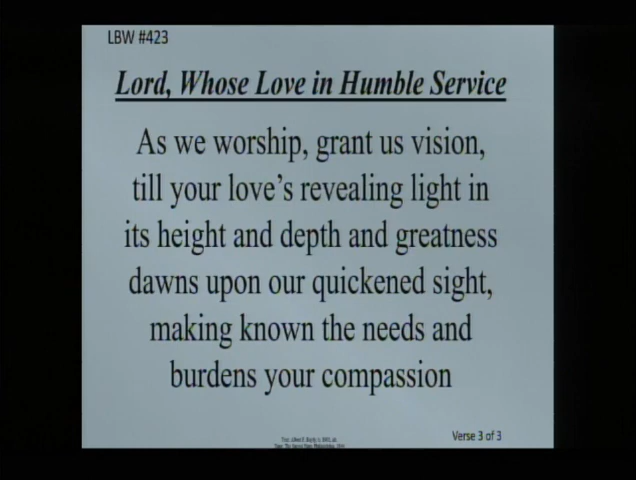 LBW #423
Lord, Whose Love in Humble Service
As we worship, grant us vision,
till your love's revealing light in
its height and depth and greatness
dawns upon our quickened sight,
making known the needs and
burdens your compassion
Verse 3 of 3